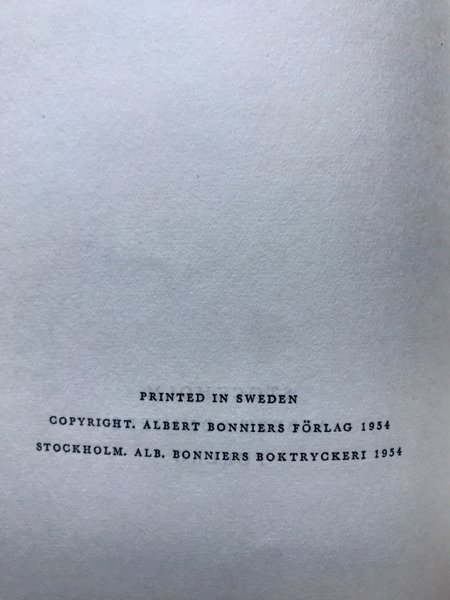 PRINTED IN SWEDEN
COPYRIGHT. ALBERT BONNIERS FÖRLAG 1954
STOCKHOLM. ALB. BONNIERS BOKTRYCKERI 1954